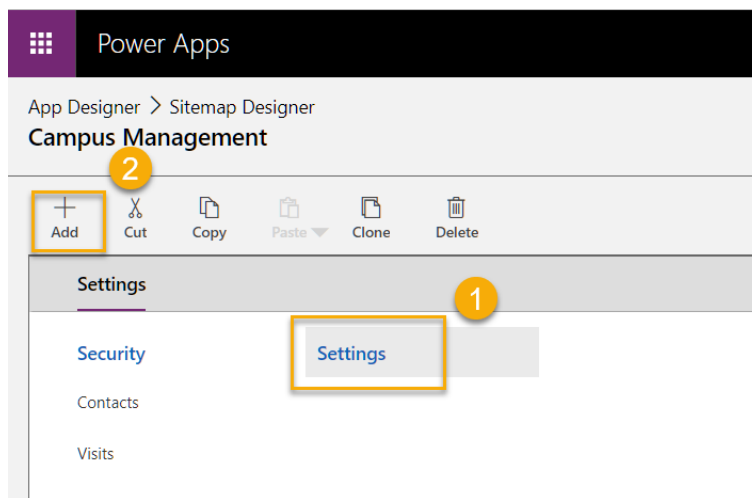 Power Apps
App Designer > Sitemap Designer
Campus Management
2
Add Cut Copy Paste Clone Delete
Settings
1
Security Settings
Contacts
Visits